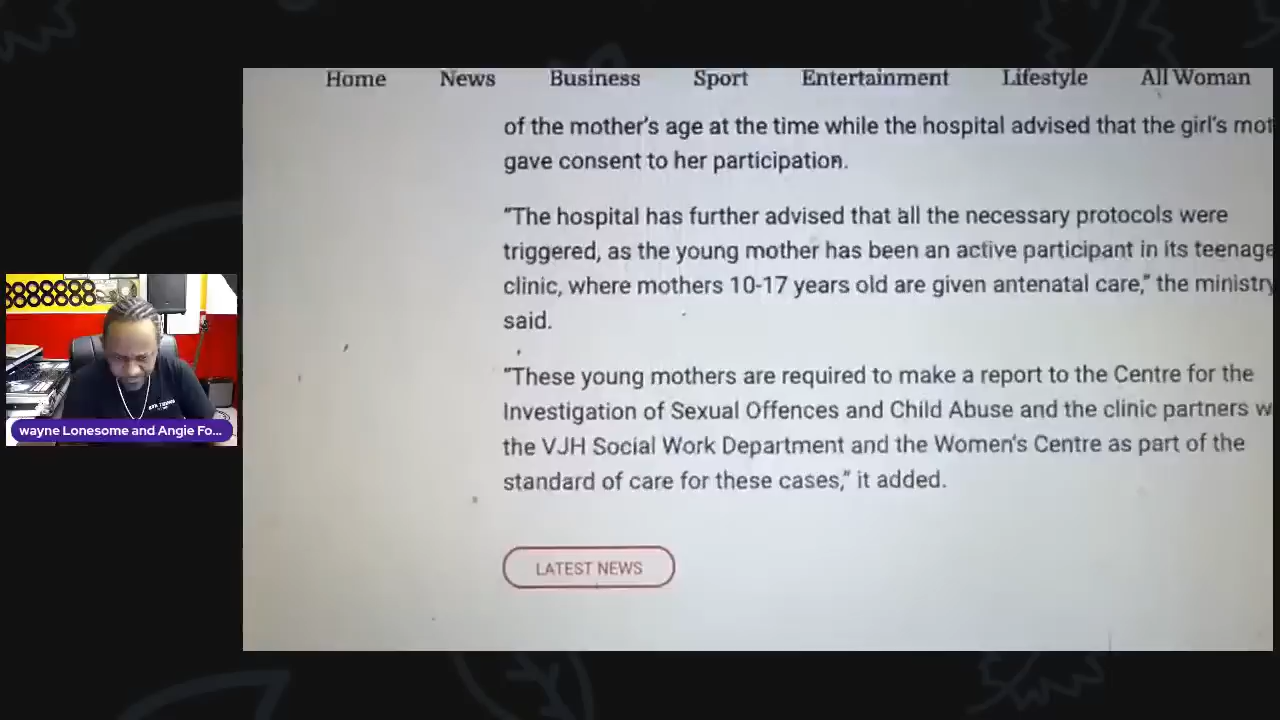 Home News Business Sport Entertainment Lifestyle All Woman
of the mother's age at the time while the hospital advised that the girl's mot
gave consent to her participation.
"The hospital has further advised that all the necessary protocols were
triggered, as the young mother has been an active participant in its teenage
clinic, where mothers 10-17 years old are given antenatal care," the ministry
said.
"These young mothers are required to make a report to the Centre for the
Investigation of Sexual Offences and Child Abuse and the clinic partners w
the VJH Social Work Department and the Women's Centre as part of the
standard of care for these cases," it added.
LATEST NEWS
wayne Lonesome and Angie Fo...